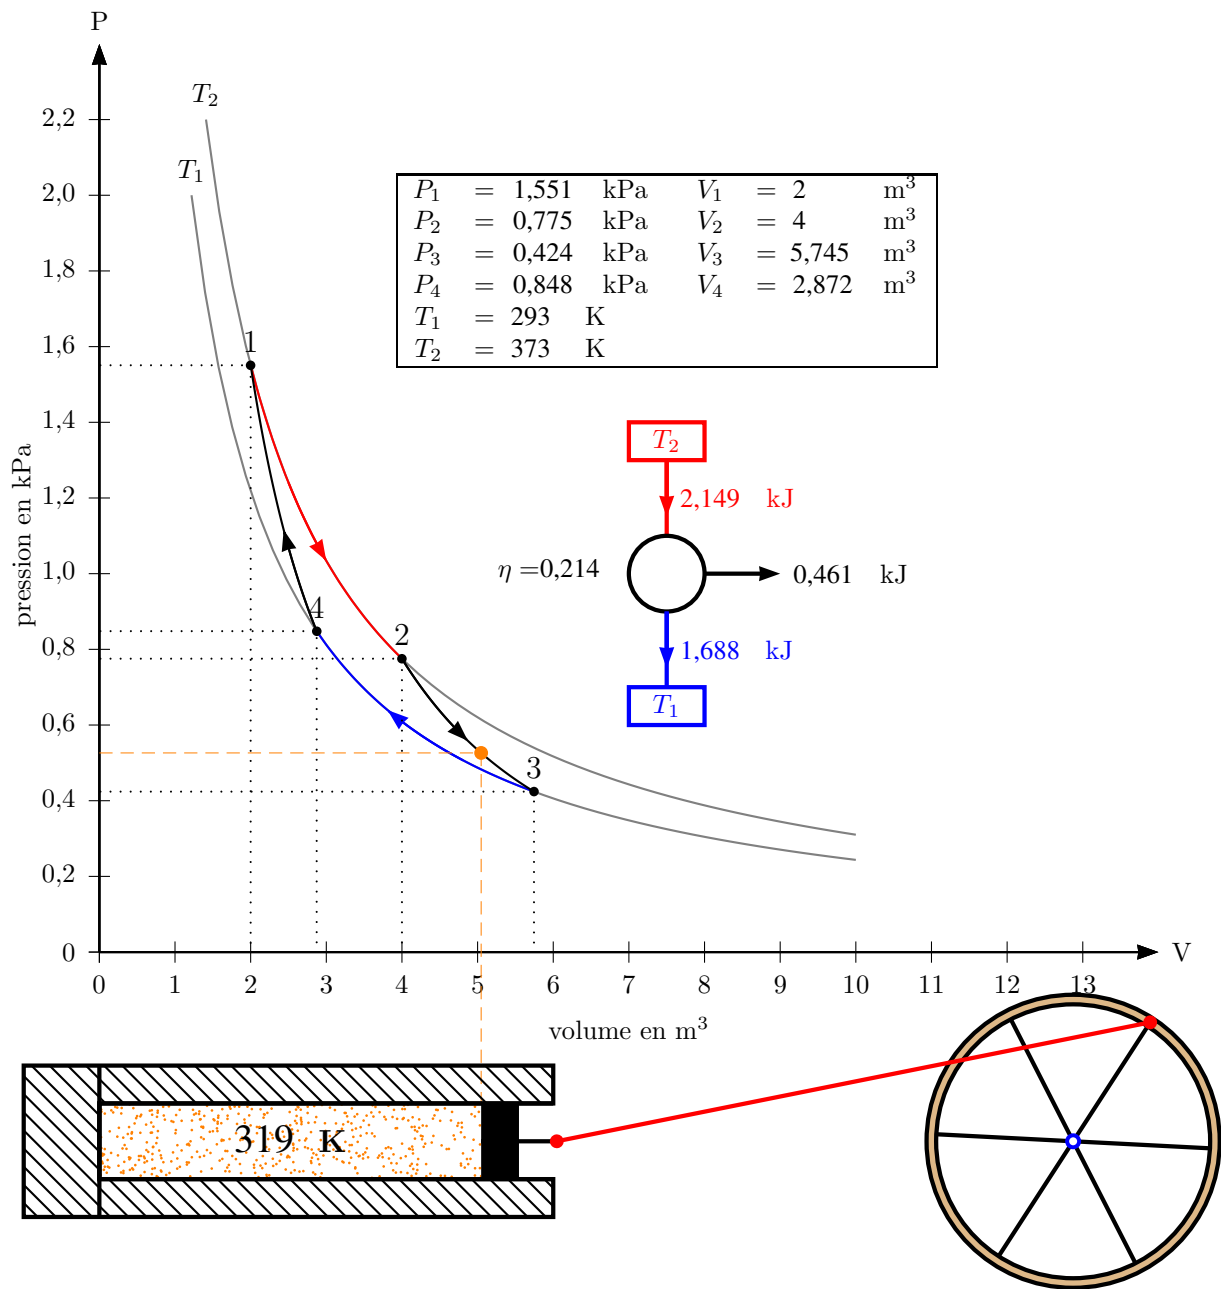 P
T₂
2,2
T₁
2,0
P₁ = 1,551 kPa V₁ = 2 m³
P₂ = 0,775 kPa V₂ = 4 m³
P₃ = 0,424 kPa V₃ = 5,745 m³
P₄ = 0,848 kPa V₄ = 2,872 m³
T₁ = 293 K
T₂ = 373 K
1,8
1,6
1
1,4
T₂
pression en kPa
1,2
2,149 kJ
1,0
η =0,214
0,461 kJ
4
2
0,8
1,688 kJ
T₁
0,6
3
0,4
0,2
0
V
0 1 2 3 4 5 6 7 8 9 10 11 12 13
volume en m³
319 K